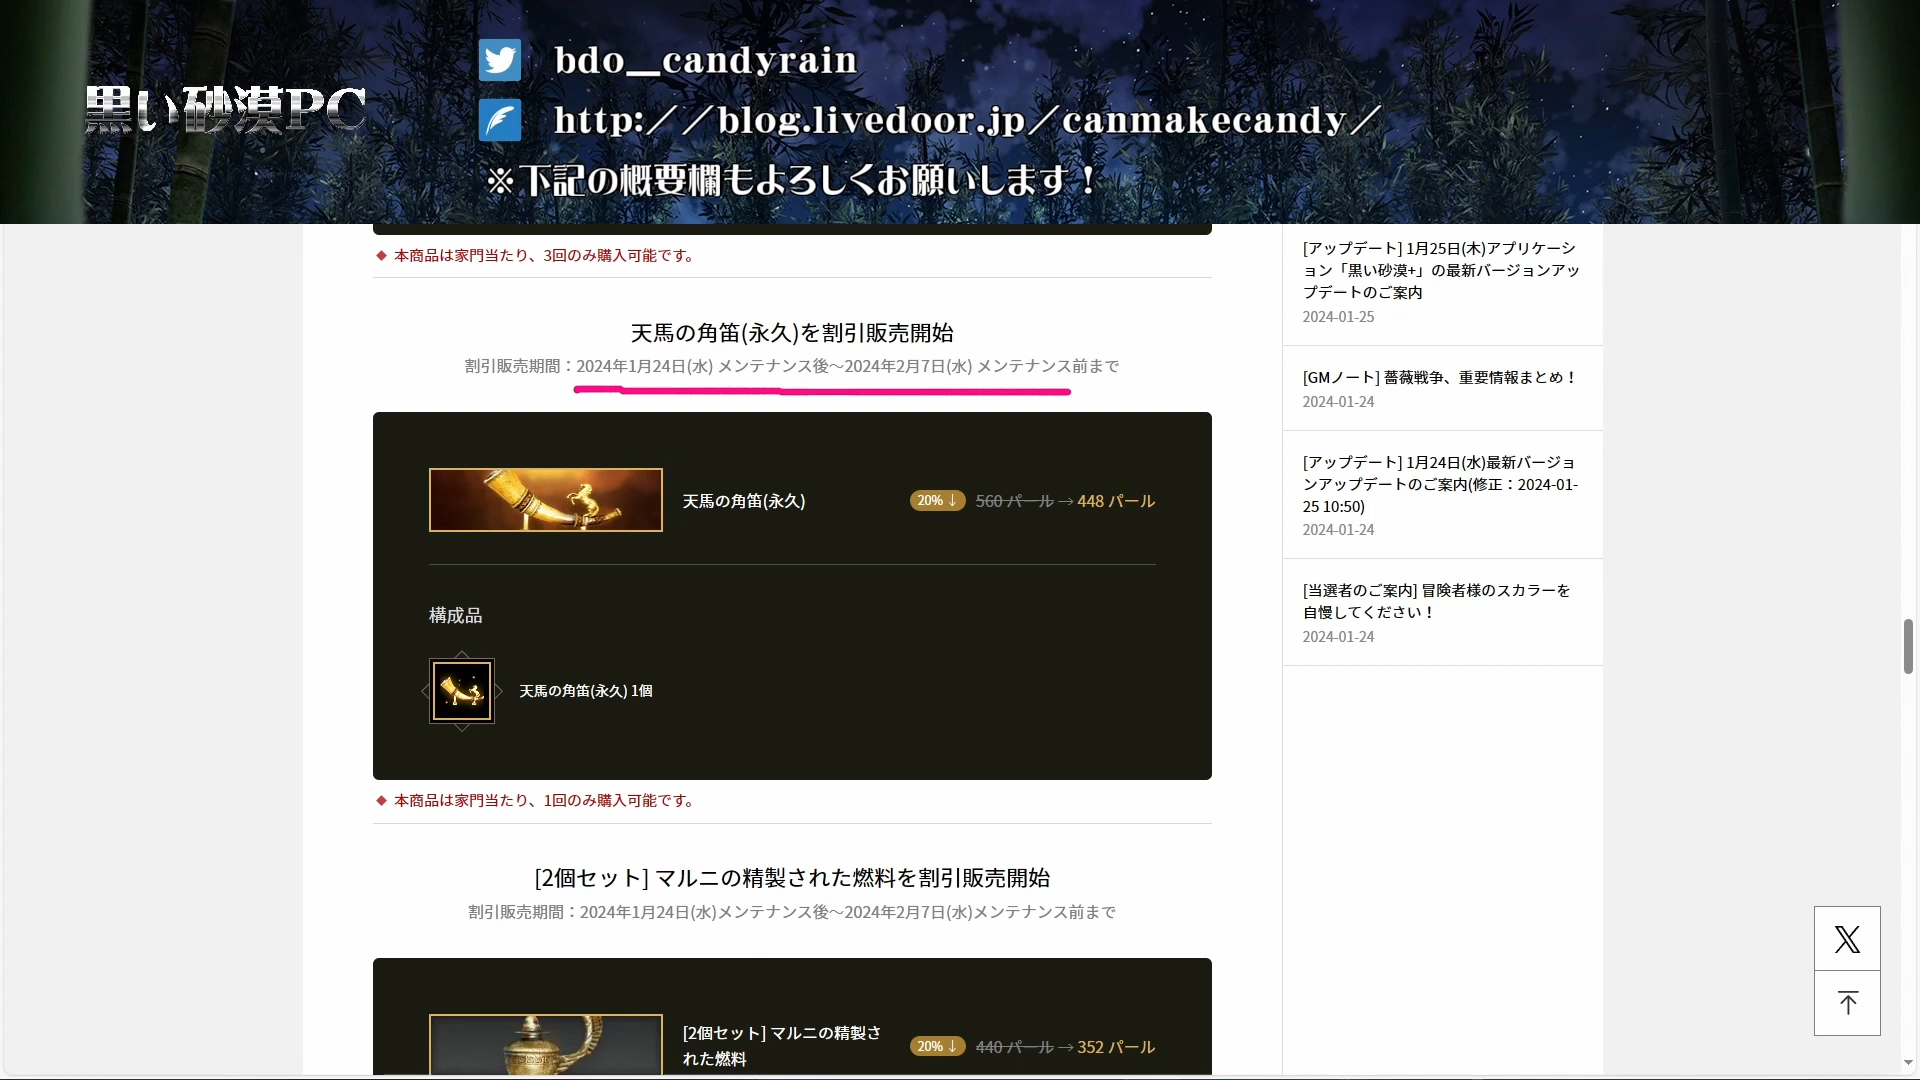 黒い砂漠PC
bdo__candyrain
http://blog.livedoor.jp/canmakecandy/
※下記の概要欄もよろしくお願いします！
◆ 本商品は家門当たり、3回のみ購入可能です。
天馬の角笛(永久)を割引販売開始
割引販売期間：2024年1月24日(水) メンテナンス後～2024年2月7日(水) メンテナンス前まで
天馬の角笛(永久)
20% ↓ 560 パール → 448 パール
構成品
天馬の角笛(永久) 1個
◆ 本商品は家門当たり、1回のみ購入可能です。
[2個セット] マルニの精製された燃料を割引販売開始
割引販売期間：2024年1月24日(水)メンテナンス後～2024年2月7日(水)メンテナンス前まで
[2個セット] マルニの精製さ
れた燃料
20% ↓ 440 パール → 352 パール
[アップデート] 1月25日(木)アプリケーシ
ョン「黒い砂漠+」の最新バージョンアッ
プデートのご案内
2024-01-25
[GMノート] 薔薇戦争、重要情報まとめ！
2024-01-24
[アップデート] 1月24日(水)最新バージョ
ンアップデートのご案内(修正：2024-01-
25 10:50)
2024-01-24
[当選者のご案内] 冒険者様のスカラーを
自慢してください！
2024-01-24